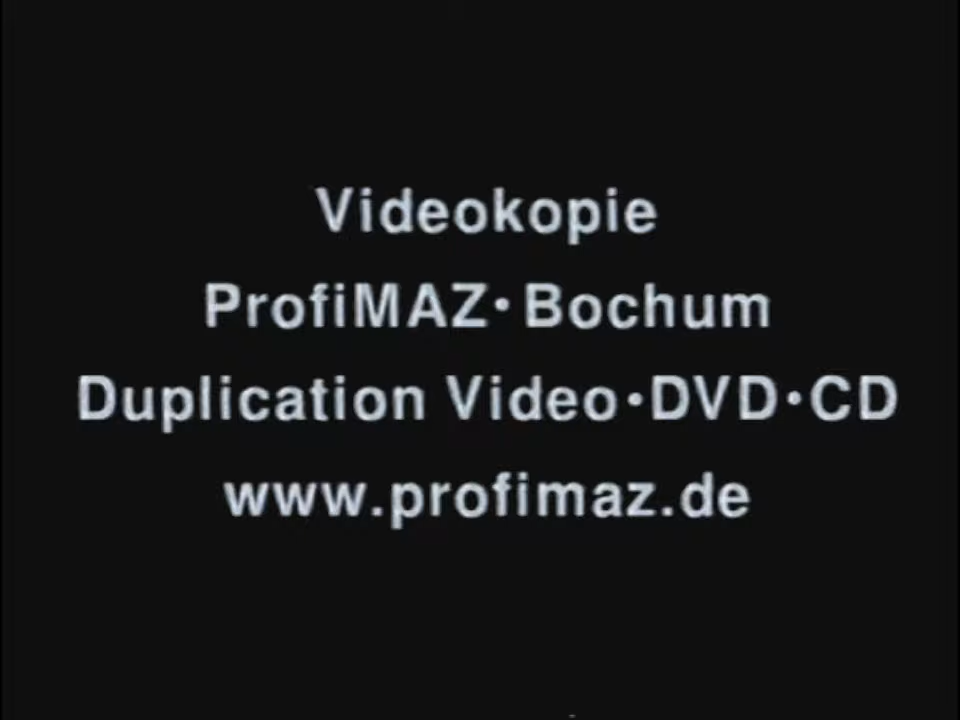 Videokopie
ProfiMAZ • Bochum
Duplication Video • DVD • CD
www.profimaz.de